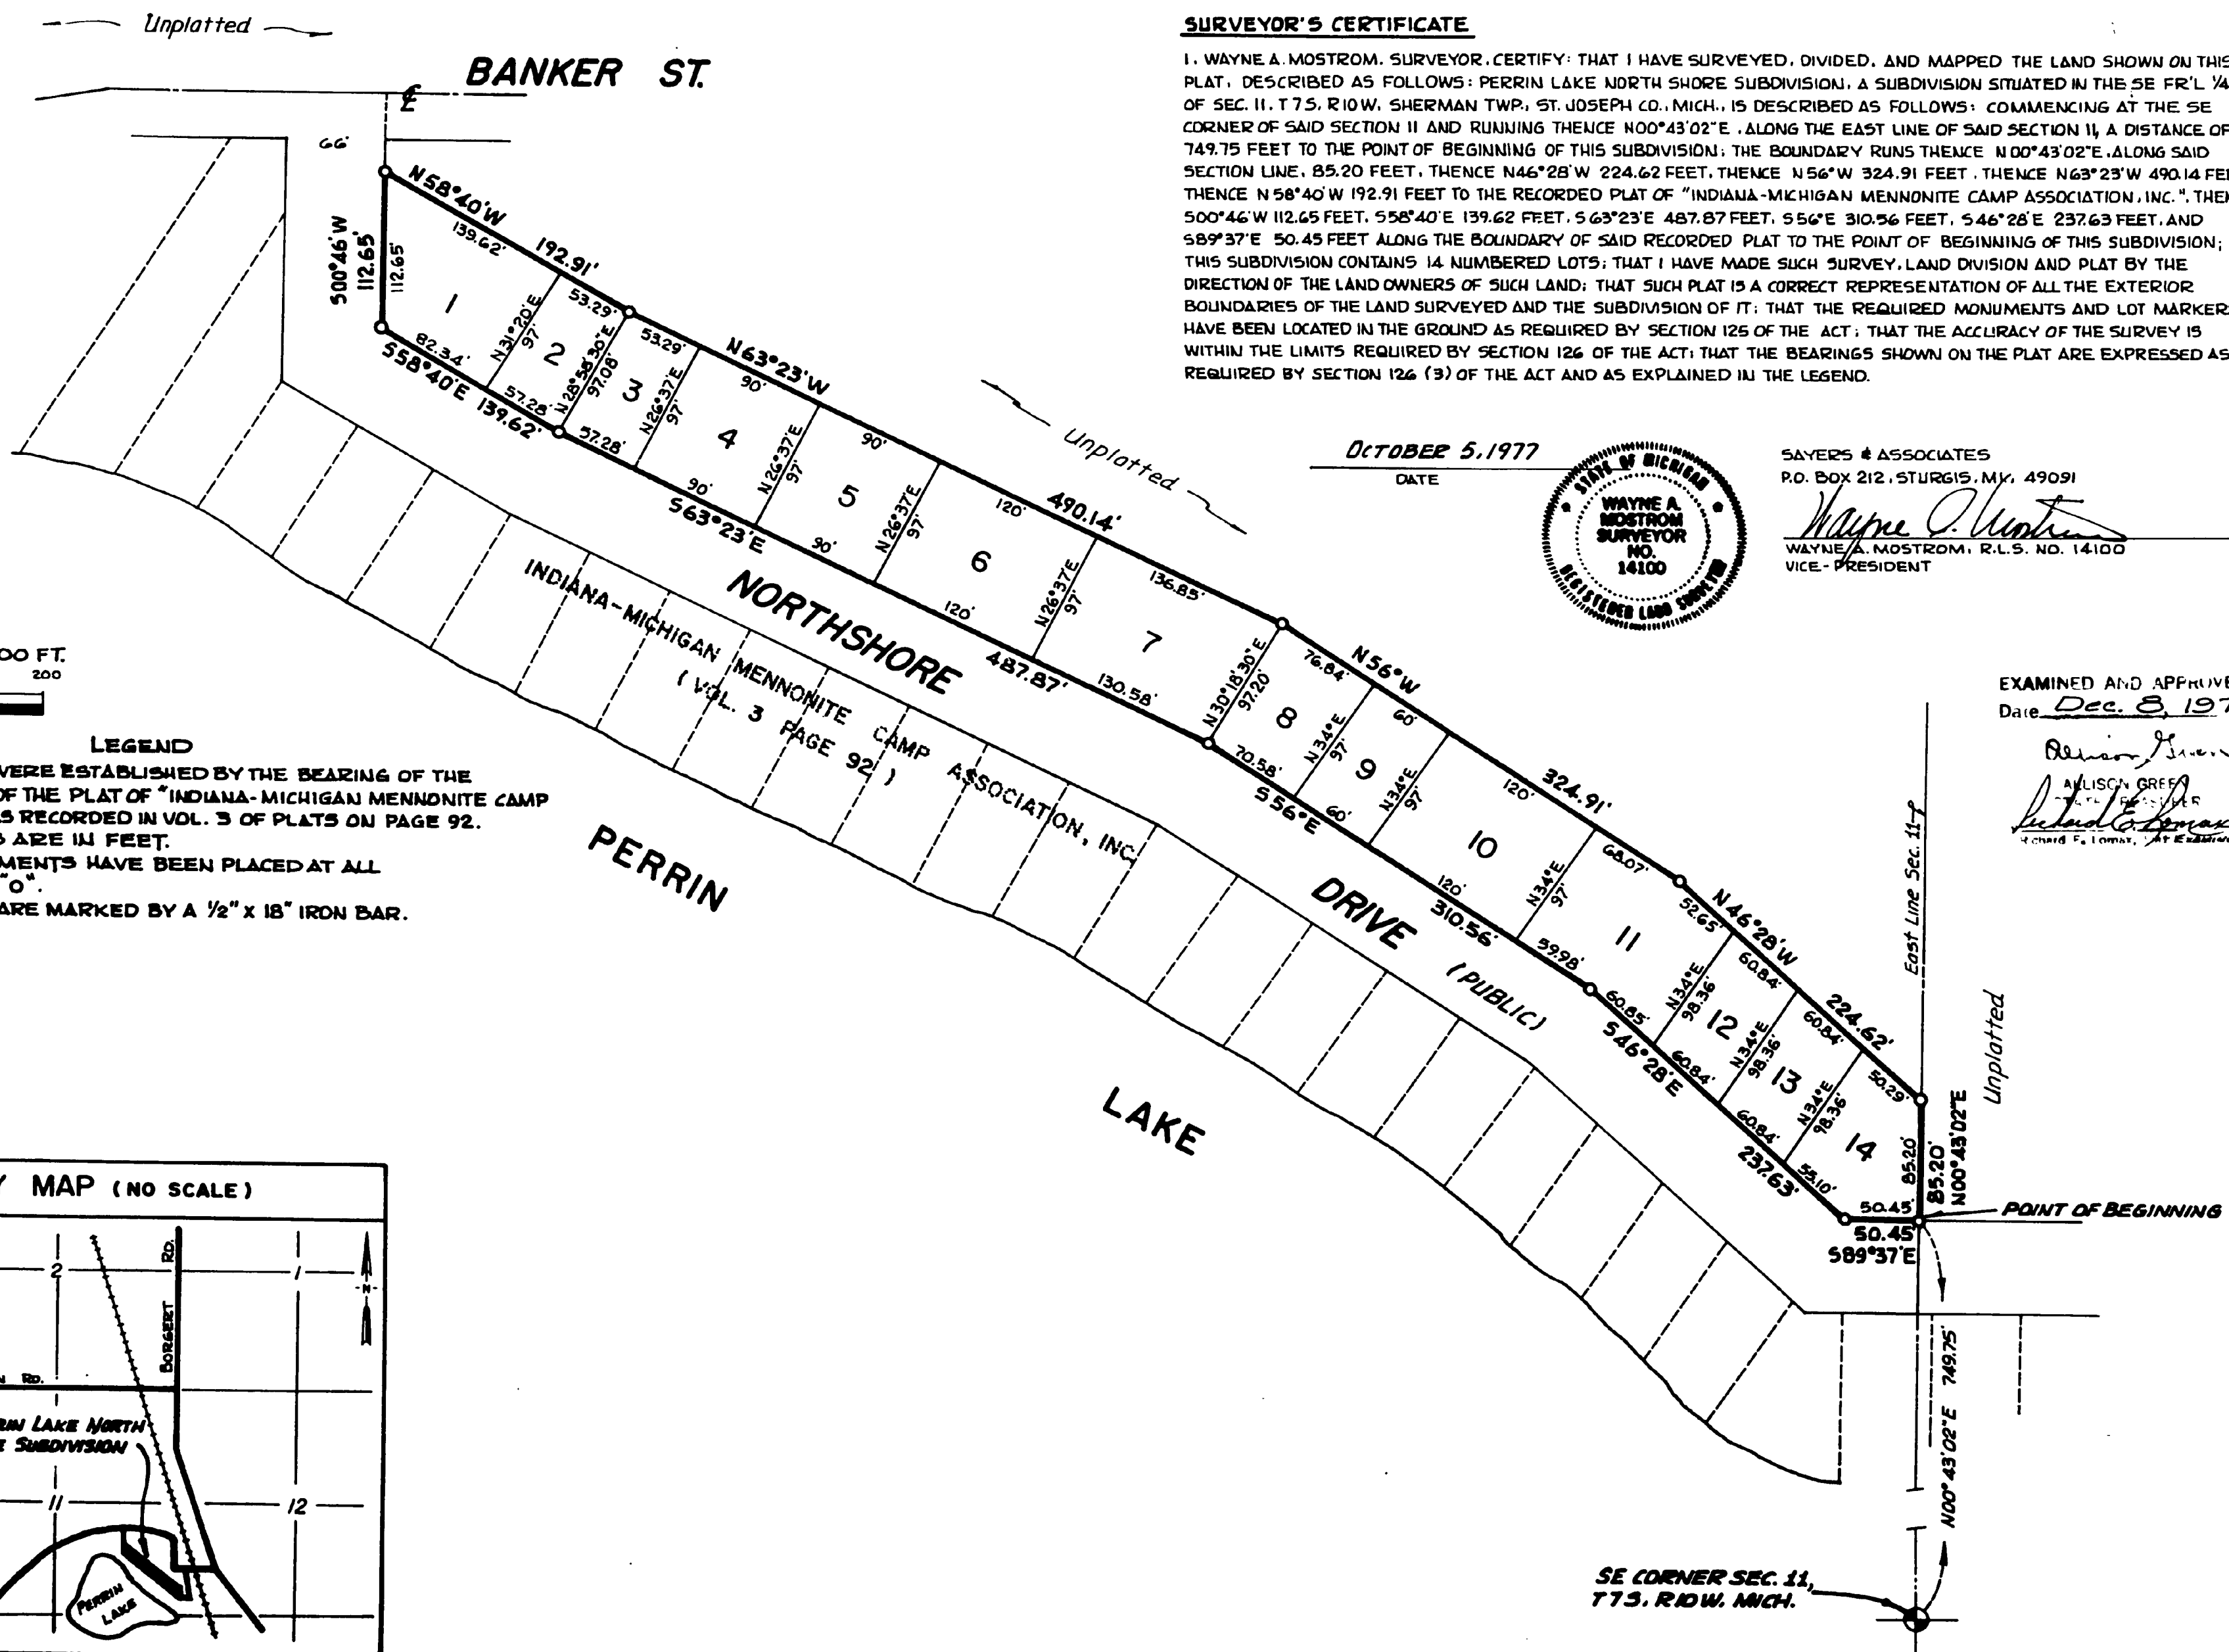 Unplatted
BANKER ST.
℄
66'
SURVEYOR'S CERTIFICATE
I, WAYNE A. MOSTROM, SURVEYOR, CERTIFY: THAT I HAVE SURVEYED, DIVIDED, AND MAPPED THE LAND SHOWN ON THIS
PLAT, DESCRIBED AS FOLLOWS: PERRIN LAKE NORTH SHORE SUBDIVISION, A SUBDIVISION SITUATED IN THE SE FR'L 1/4
OF SEC. 11, T7S, R10W, SHERMAN TWP., ST. JOSEPH CO., MICH., IS DESCRIBED AS FOLLOWS: COMMENCING AT THE SE
CORNER OF SAID SECTION 11 AND RUNNING THENCE N00°43'02"E, ALONG THE EAST LINE OF SAID SECTION 11, A DISTANCE OF
749.75 FEET TO THE POINT OF BEGINNING OF THIS SUBDIVISION; THE BOUNDARY RUNS THENCE N00°43'02"E, ALONG SAID
SECTION LINE, 85.20 FEET, THENCE N46°28'W 224.62 FEET, THENCE N56°W 324.91 FEET, THENCE N63°23'W 490.14 FEE
THENCE N58°40'W 192.91 FEET TO THE RECORDED PLAT OF "INDIANA-MICHIGAN MENNONITE CAMP ASSOCIATION, INC.", THEN
S00°46'W 112.65 FEET, S58°40'E 139.62 FEET, S63°23'E 487.87 FEET, S56°E 310.56 FEET, S46°28'E 237.63 FEET, AND
S89°37'E 50.45 FEET ALONG THE BOUNDARY OF SAID RECORDED PLAT TO THE POINT OF BEGINNING OF THIS SUBDIVISION;
THIS SUBDIVISION CONTAINS 14 NUMBERED LOTS; THAT I HAVE MADE SUCH SURVEY, LAND DIVISION AND PLAT BY THE
DIRECTION OF THE LAND OWNERS OF SUCH LAND; THAT SUCH PLAT IS A CORRECT REPRESENTATION OF ALL THE EXTERIOR
BOUNDARIES OF THE LAND SURVEYED AND THE SUBDIVISION OF IT; THAT THE REQUIRED MONUMENTS AND LOT MARKERS
HAVE BEEN LOCATED IN THE GROUND AS REQUIRED BY SECTION 125 OF THE ACT; THAT THE ACCURACY OF THE SURVEY IS
WITHIN THE LIMITS REQUIRED BY SECTION 126 OF THE ACT; THAT THE BEARINGS SHOWN ON THE PLAT ARE EXPRESSED AS
REQUIRED BY SECTION 126 (3) OF THE ACT AND AS EXPLAINED IN THE LEGEND.
OCTOBER 5, 1977
DATE
STATE OF MICHIGAN
WAYNE A.
MOSTROM
SURVEYOR
NO.
14100
REGISTERED LAND SURVEYOR
SAYERS & ASSOCIATES
P.O. BOX 212, STURGIS, MI, 49091
WAYNE A. MOSTROM, R.L.S. NO. 14100
VICE-PRESIDENT
EXAMINED AND APPROVE
Date Dec. 8, 197
ALLISON GREEN
STATE TREASURER
Richard E. Lomax
N58°40'W
192.91'
139.62'
53.29'
S00°46'W
112.65'
112.65'
1
82.34'
N31°20'E
97'
2
57.28'
S58°40'E 139.62'
N28°58'30"E
97.08'
3
53.29'
57.28'
N26°37'E
97'
N63°23'W
490.14'
4
90'
90'
N26°37'E
97'
S63°23'E
487.87'
5
90'
90'
N26°37'E
97'
6
120'
120'
N26°37'E
97'
7
136.85'
130.58'
Unplatted
N30°18'30"E
97.20'
8
76.84'
70.58'
N34°E
97'
N56°W
324.91'
9
60'
60'
N34°E
97'
S56°E
310.56'
10
120'
120'
N34°E
97'
11
68.07'
52.65'
59.98'
60.85'
N34°E
98.36'
N46°28'W
224.62'
12
60.84'
60.84'
N34°E
98.36'
S46°28'E
237.63'
13
60.84'
60.84'
N34°E
98.36'
14
50.29'
55.10'
85.20'
50.45'
50.45'
S89°37'E
85.20'
N00°43'02"E
East Line Sec. 11
Unplatted
POINT OF BEGINNING
N00°43'02"E 749.75'
SE CORNER SEC. 11,
T7S, R10W, MICH.
NORTHSHORE
DRIVE
(PUBLIC)
INDIANA-MICHIGAN MENNONITE CAMP ASSOCIATION, INC.
(VOL. 3 PAGE 92)
PERRIN
LAKE
00 FT.
200
LEGEND
WERE ESTABLISHED BY THE BEARING OF THE
OF THE PLAT OF "INDIANA-MICHIGAN MENNONITE CAMP
S RECORDED IN VOL. 3 OF PLATS ON PAGE 92.
S ARE IN FEET.
MENTS HAVE BEEN PLACED AT ALL
"O".
ARE MARKED BY A 1/2" X 18" IRON BAR.
Y MAP (NO SCALE)
2
1
BORGERT RD.
-N-
N RD.
RIN LAKE NORTH
E SUBDIVISION
11
12
PERRIN
LAKE